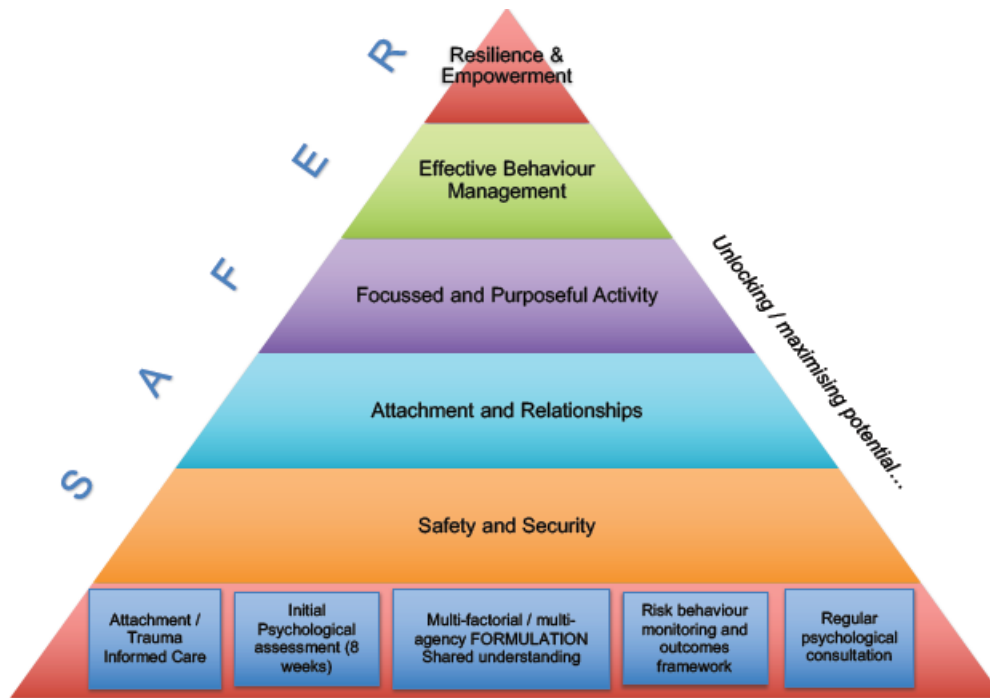 R
Resilience &
Empowerment
E
Effective Behaviour
Management
F
Focussed and Purposeful Activity
A
Attachment and Relationships
S
Safety and Security
Unlocking / maximising potential...
Attachment /
Trauma
Informed Care
Initial
Psychological
assessment (8
weeks)
Multi-factorial / multi-
agency FORMULATION
Shared understanding
Risk behaviour
monitoring and
outcomes
framework
Regular
psychological
consultation